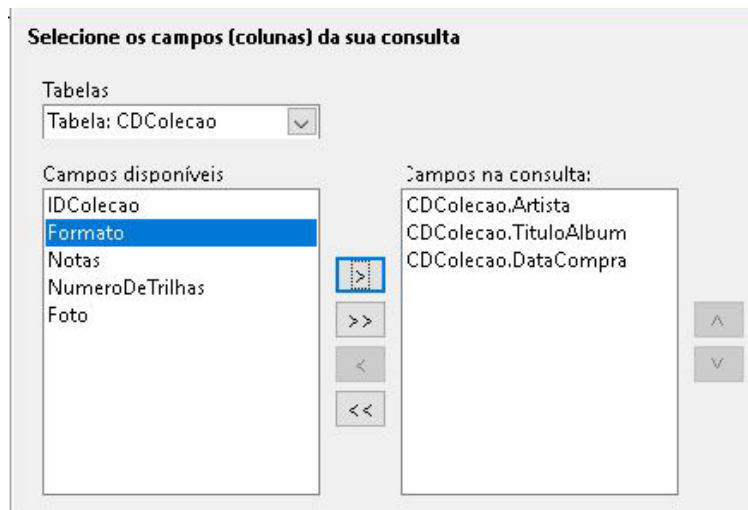 Selecione os campos (colunas) da sua consulta
Tabelas
Tabela: CDColecao
Campos disponíveis
IDColecao
Formato
Notas
NumeroDeTrilhas
Foto
>
>>
<
<<
Campos na consulta:
CDColecao.Artista
CDColecao.TituloAlbum
CDColecao.DataCompra